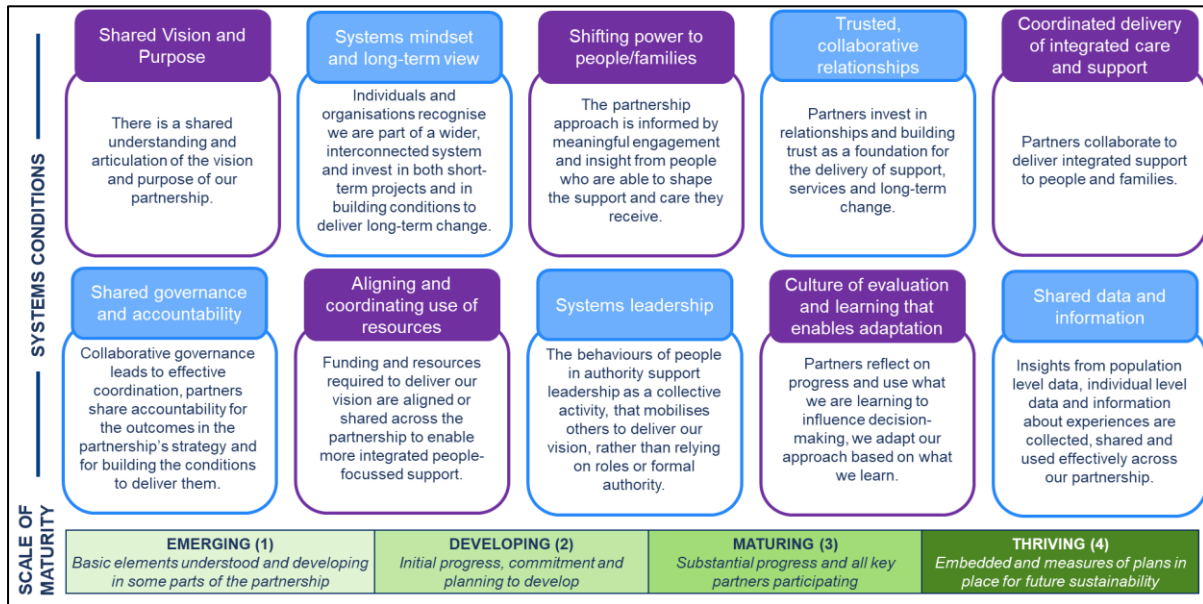 SYSTEMS CONDITIONS
Shared Vision and
Purpose
There is a shared
understanding and
articulation of the vision
and purpose of our
partnership.
Systems mindset
and long-term view
Individuals and
organisations recognise
we are part of a wider,
interconnected system
and invest in both short-
term projects and in
building conditions to
deliver long-term change.
Shifting power to
people/families
The partnership
approach is informed by
meaningful engagement
and insight from people
who are able to shape
the support and care they
receive.
Trusted,
collaborative
relationships
Partners invest in
relationships and building
trust as a foundation for
the delivery of support,
services and long-term
change.
Coordinated delivery
of integrated care
and support
Partners collaborate to
deliver integrated support
to people and families.
Shared governance
and accountability
Collaborative governance
leads to effective
coordination, partners
share accountability for
the outcomes in the
partnership's strategy and
for building the conditions
to deliver them.
Aligning and
coordinating use of
resources
Funding and resources
required to deliver our
vision are aligned or
shared across the
partnership to enable
more integrated people-
focussed support.
Systems leadership
The behaviours of people
in authority support
leadership as a collective
activity, that mobilises
others to deliver our
vision, rather than relying
on roles or formal
authority.
Culture of evaluation
and learning that
enables adaptation
Partners reflect on
progress and use what
we are learning to
influence decision-
making, we adapt our
approach based on what
we learn.
Shared data and
information
Insights from population
level data, individual level
data and information
about experiences are
collected, shared and
used effectively across
our partnership.
SCALE OF
MATURITY
EMERGING (1)
Basic elements understood and developing
in some parts of the partnership
DEVELOPING (2)
Initial progress, commitment and
planning to develop
MATURING (3)
Substantial progress and all key
partners participating
THRIVING (4)
Embedded and measures of plans in
place for future sustainability